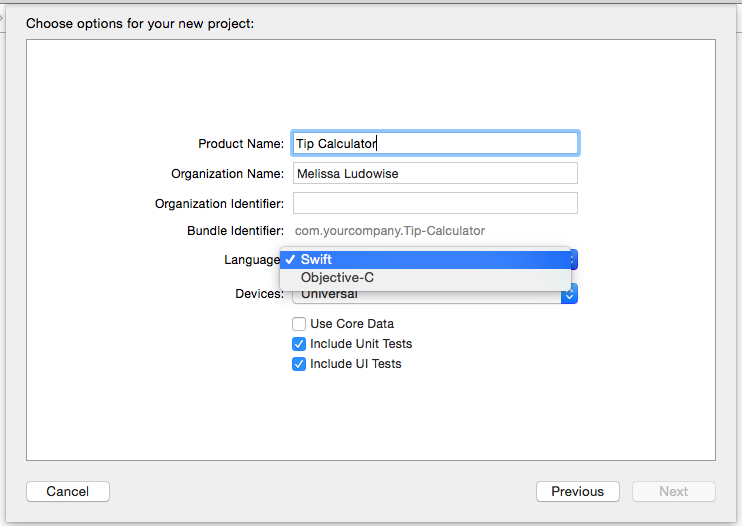 Choose options for your new project:
Product Name: Tip Calculator
Organization Name: Melissa Ludowise
Organization Identifier:
Bundle Identifier: com.yourcompany.Tip-Calculator
Language ✓ Swift
Objective-C
Devices: Universal
Use Core Data
Include Unit Tests
Include UI Tests
Cancel Previous Next